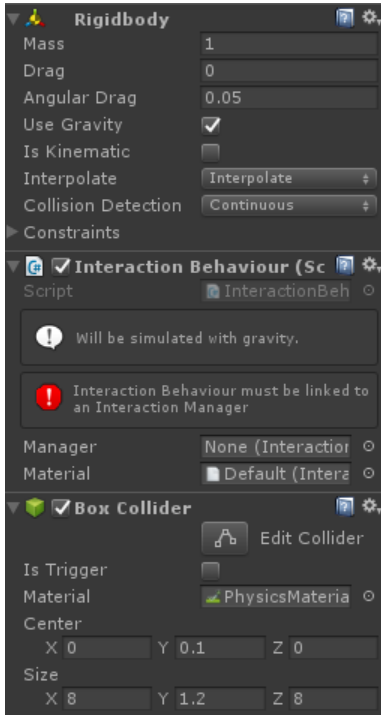 Rigidbody
Mass 1
Drag 0
Angular Drag 0.05
Use Gravity
Is Kinematic
Interpolate Interpolate
Collision Detection Continuous
Constraints
Interaction Behaviour (Sc
Script InteractionBeh
Will be simulated with gravity.
Interaction Behaviour must be linked to
an Interaction Manager
Manager None (Interaction
Material Default (Intera
Box Collider
Edit Collider
Is Trigger
Material PhysicsMateria
Center
X 0 Y 0.1 Z 0
Size
X 8 Y 1.2 Z 8